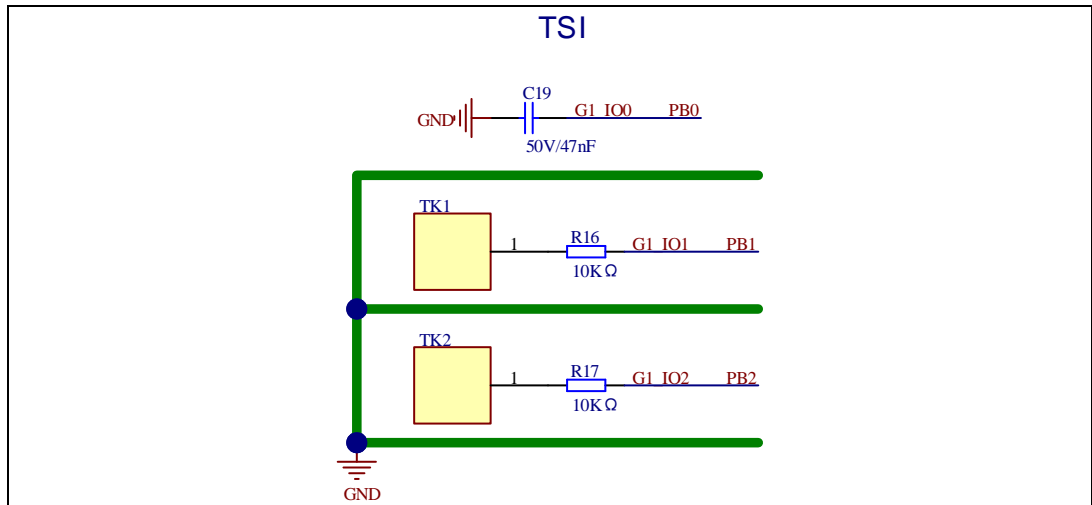 TSI
C19
GND G1_IO0 PB0
50V/47nF
TK1
1 R16 G1_IO1 PB1
10KΩ
TK2
1 R17 G1_IO2 PB2
10KΩ
GND